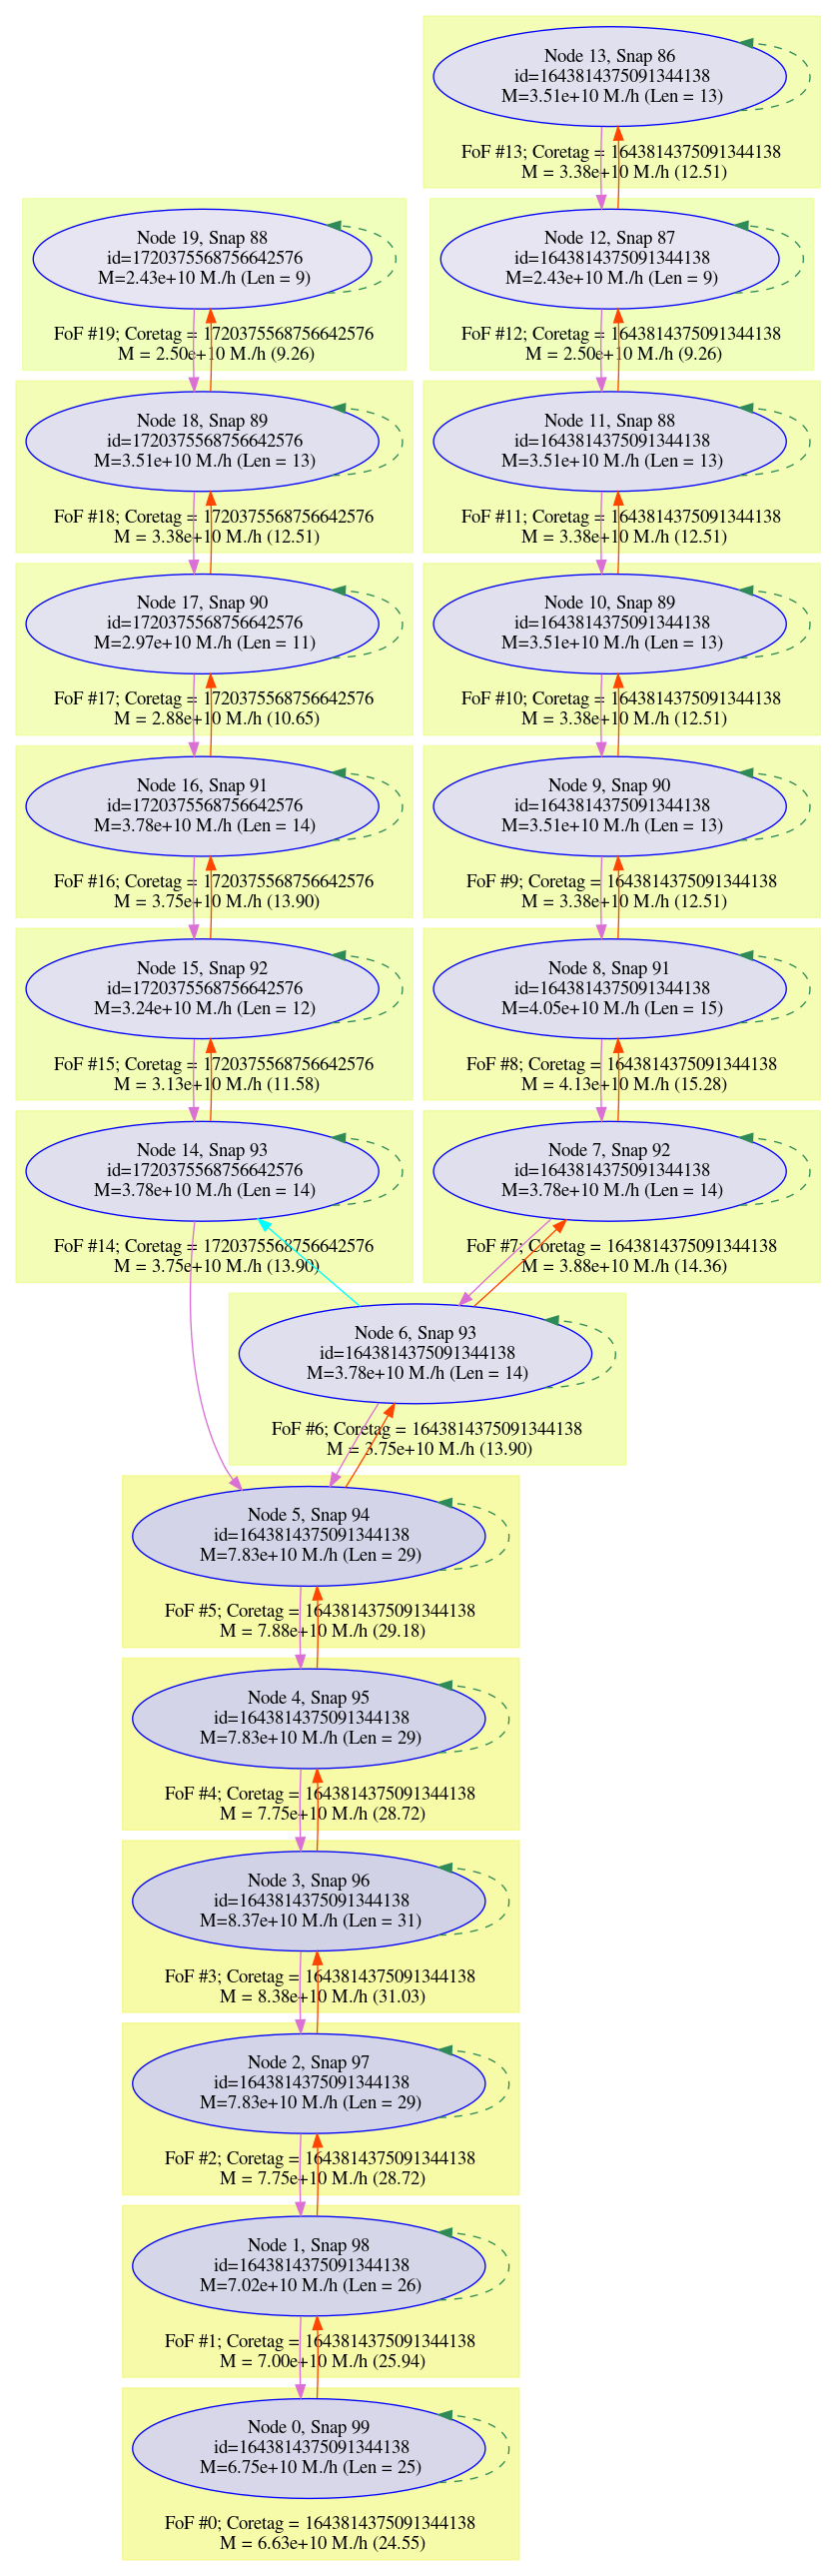 Node 13, Snap 86
id=1643814375091344138
M=3.51e+10 M./h (Len = 13)
FoF #13; Coretag = 1643814375091344138
M = 3.38e+10 M./h (12.51)
Node 19, Snap 88
id=1720375568756642576
M=2.43e+10 M./h (Len = 9)
FoF #19; Coretag = 1720375568756642576
M = 2.50e+10 M./h (9.26)
Node 12, Snap 87
id=1643814375091344138
M=2.43e+10 M./h (Len = 9)
FoF #12; Coretag = 1643814375091344138
M = 2.50e+10 M./h (9.26)
Node 18, Snap 89
id=1720375568756642576
M=3.51e+10 M./h (Len = 13)
FoF #18; Coretag = 1720375568756642576
M = 3.38e+10 M./h (12.51)
Node 11, Snap 88
id=1643814375091344138
M=3.51e+10 M./h (Len = 13)
FoF #11; Coretag = 1643814375091344138
M = 3.38e+10 M./h (12.51)
Node 17, Snap 90
id=1720375568756642576
M=2.97e+10 M./h (Len = 11)
FoF #17; Coretag = 1720375568756642576
M = 2.88e+10 M./h (10.65)
Node 10, Snap 89
id=1643814375091344138
M=3.51e+10 M./h (Len = 13)
FoF #10; Coretag = 1643814375091344138
M = 3.38e+10 M./h (12.51)
Node 16, Snap 91
id=1720375568756642576
M=3.78e+10 M./h (Len = 14)
FoF #16; Coretag = 1720375568756642576
M = 3.75e+10 M./h (13.90)
Node 9, Snap 90
id=1643814375091344138
M=3.51e+10 M./h (Len = 13)
FoF #9; Coretag = 1643814375091344138
M = 3.38e+10 M./h (12.51)
Node 15, Snap 92
id=1720375568756642576
M=3.24e+10 M./h (Len = 12)
FoF #15; Coretag = 1720375568756642576
M = 3.13e+10 M./h (11.58)
Node 8, Snap 91
id=1643814375091344138
M=4.05e+10 M./h (Len = 15)
FoF #8; Coretag = 1643814375091344138
M = 4.13e+10 M./h (15.28)
Node 14, Snap 93
id=1720375568756642576
M=3.78e+10 M./h (Len = 14)
FoF #14; Coretag = 1720375568756642576
M = 3.75e+10 M./h (13.90)
Node 7, Snap 92
id=1643814375091344138
M=3.78e+10 M./h (Len = 14)
FoF #7; Coretag = 1643814375091344138
M = 3.88e+10 M./h (14.36)
Node 6, Snap 93
id=1643814375091344138
M=3.78e+10 M./h (Len = 14)
FoF #6; Coretag = 1643814375091344138
M = 3.75e+10 M./h (13.90)
Node 5, Snap 94
id=1643814375091344138
M=7.83e+10 M./h (Len = 29)
FoF #5; Coretag = 1643814375091344138
M = 7.88e+10 M./h (29.18)
Node 4, Snap 95
id=1643814375091344138
M=7.83e+10 M./h (Len = 29)
FoF #4; Coretag = 1643814375091344138
M = 7.75e+10 M./h (28.72)
Node 3, Snap 96
id=1643814375091344138
M=8.37e+10 M./h (Len = 31)
FoF #3; Coretag = 1643814375091344138
M = 8.38e+10 M./h (31.03)
Node 2, Snap 97
id=1643814375091344138
M=7.83e+10 M./h (Len = 29)
FoF #2; Coretag = 1643814375091344138
M = 7.75e+10 M./h (28.72)
Node 1, Snap 98
id=1643814375091344138
M=7.02e+10 M./h (Len = 26)
FoF #1; Coretag = 1643814375091344138
M = 7.00e+10 M./h (25.94)
Node 0, Snap 99
id=1643814375091344138
M=6.75e+10 M./h (Len = 25)
FoF #0; Coretag = 1643814375091344138
M = 6.63e+10 M./h (24.55)